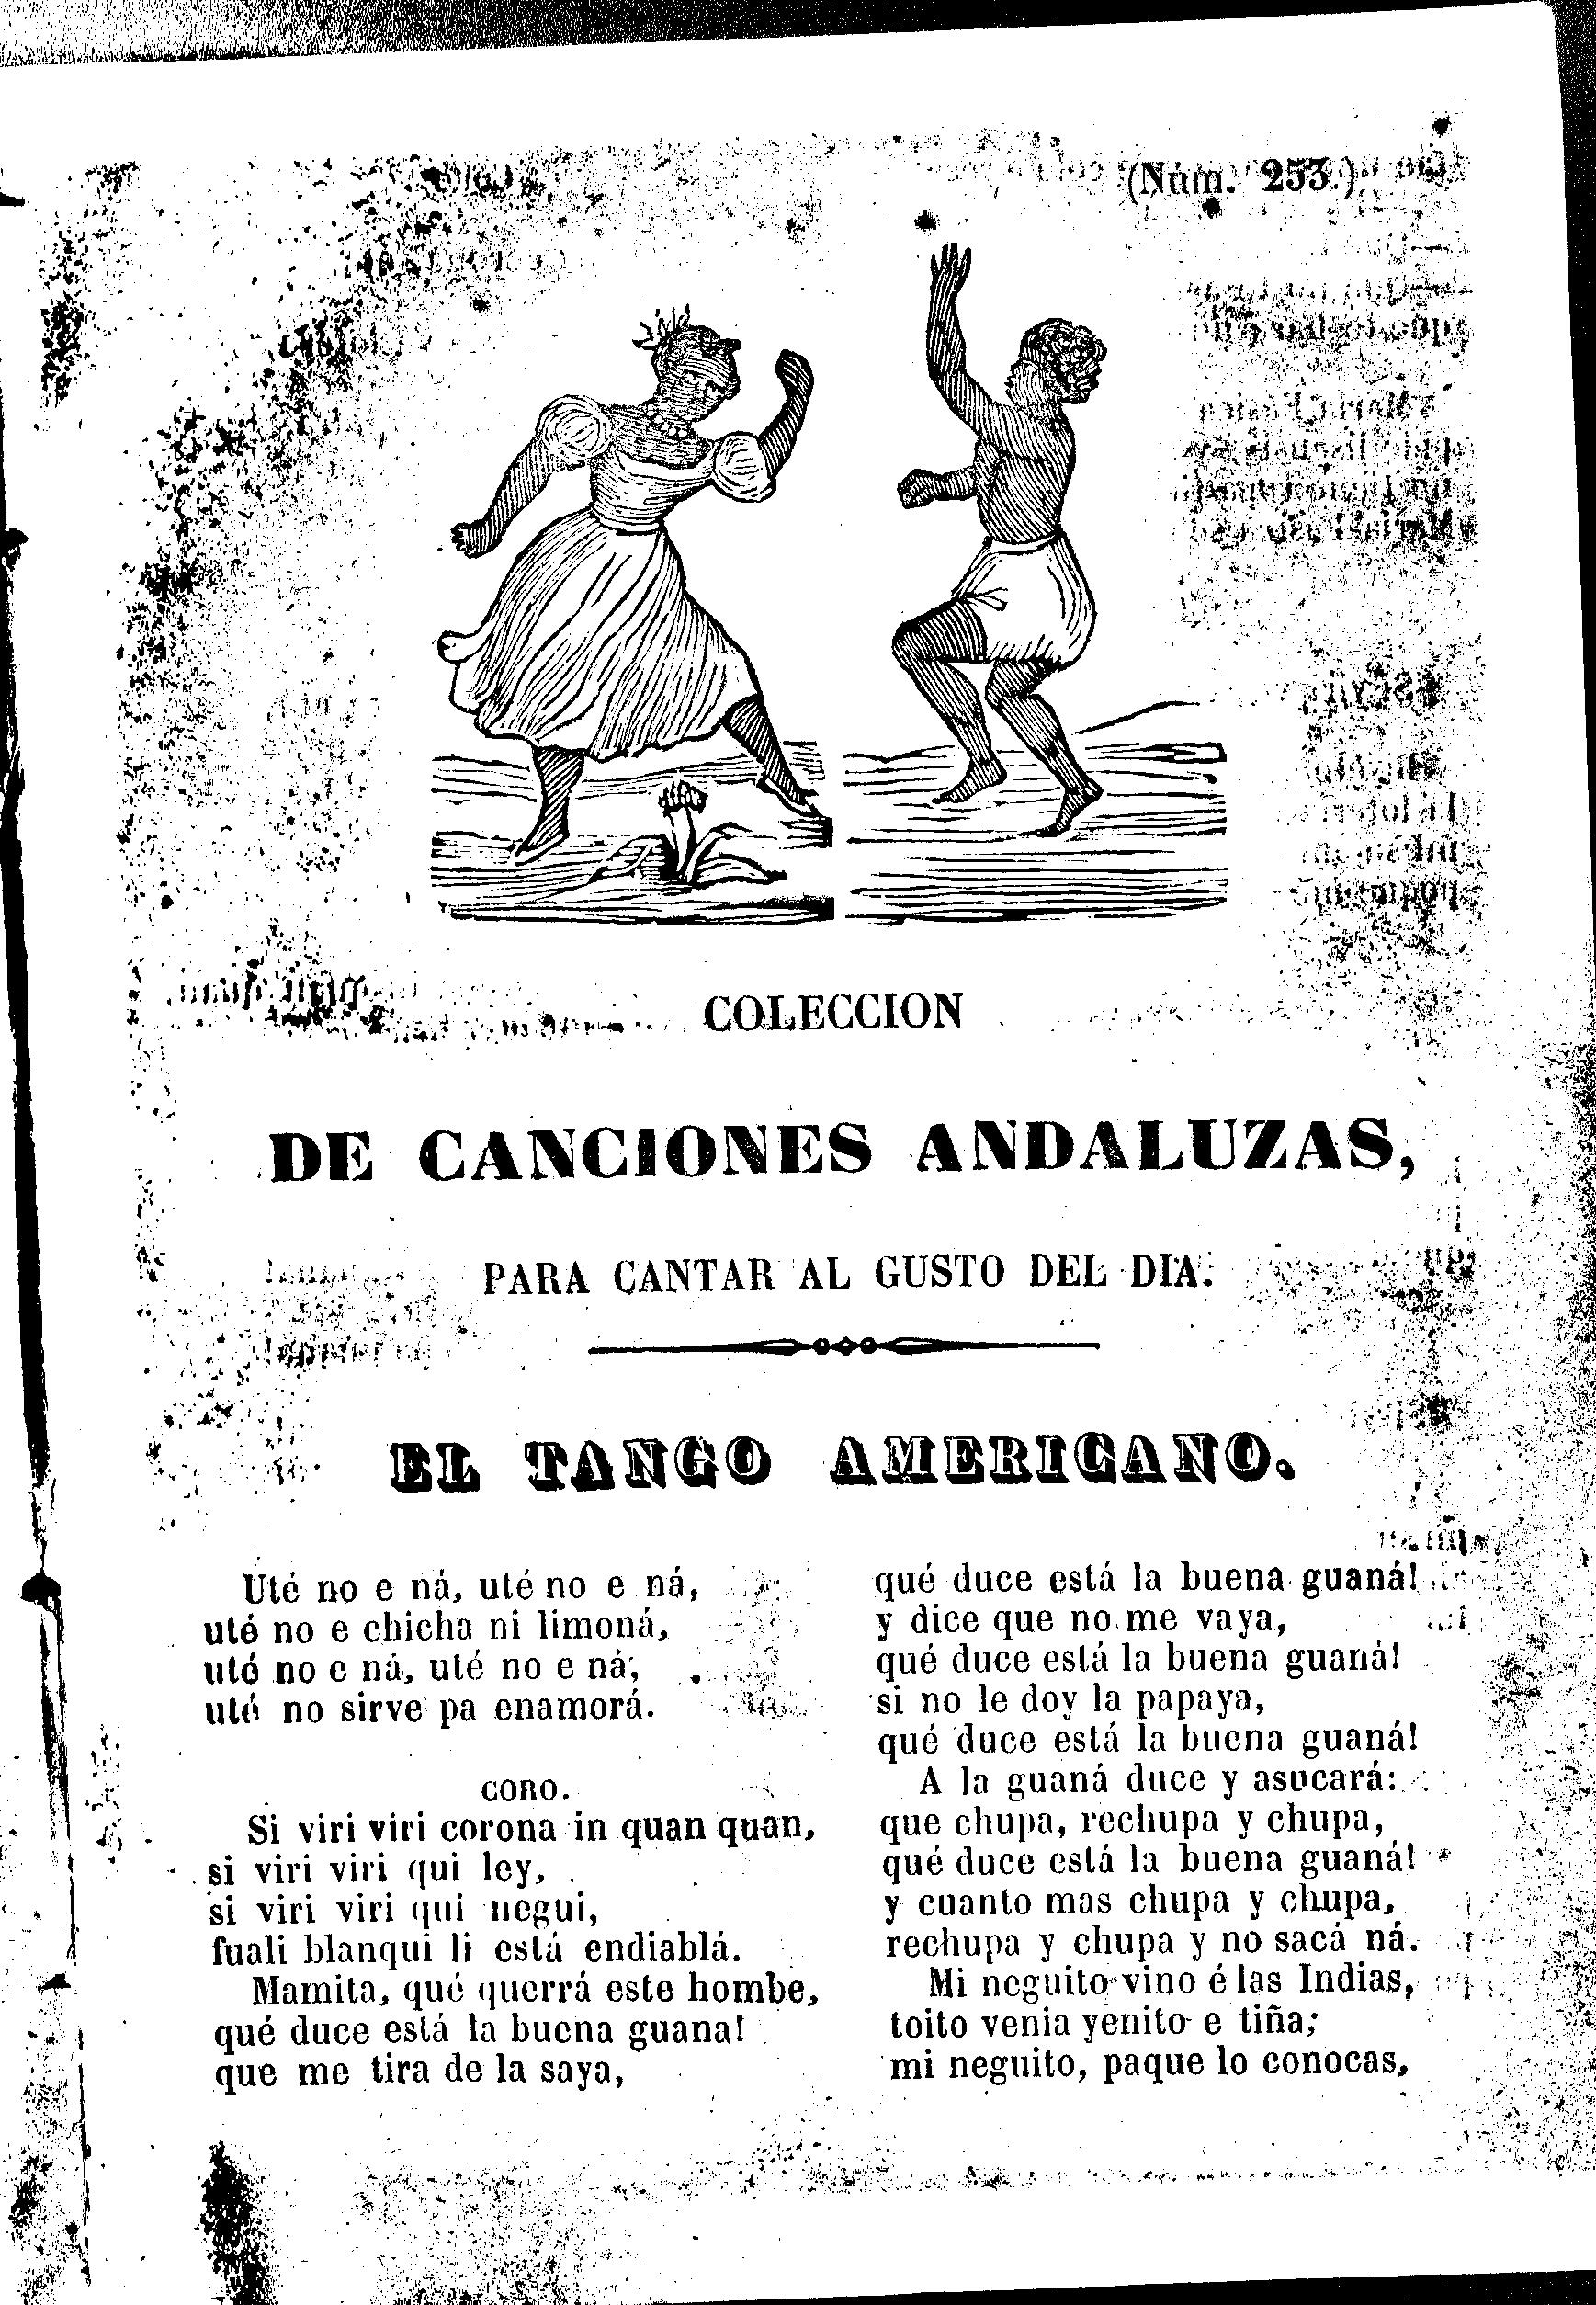 (Núm. 253.)
COLECCION
DE CANCIONES ANDALUZAS,
PARA CANTAR AL GUSTO DEL DIA.
EL TANGO AMERICANO.
Uté no e ná, uté no e ná,
uté no e chicha ni limoná,
uté no e ná, uté no e ná,
uté no sirve pa enamorá.
CORO.
Si viri viri corona in quan quan,
si viri viri qui ley,
si viri viri qui negui,
fuali blanqui li está endiablá.
Mamita, qué querrá este hombe,
qué duce está la buena guana!
que me tira de la saya,
qué duce está la buena guaná!
y dice que no me vaya,
qué duce está la buena guaná!
si no le doy la papaya,
qué duce está la buena guaná!
A la guaná duce y asucará:
que chupa, rechupa y chupa,
qué duce está la buena guaná!
y cuanto mas chupa y chupa,
rechupa y chupa y no sacá ná.
Mi neguito vino é las Indias,
toito venia yenito e tiña;
mi neguito, paque lo conocas,